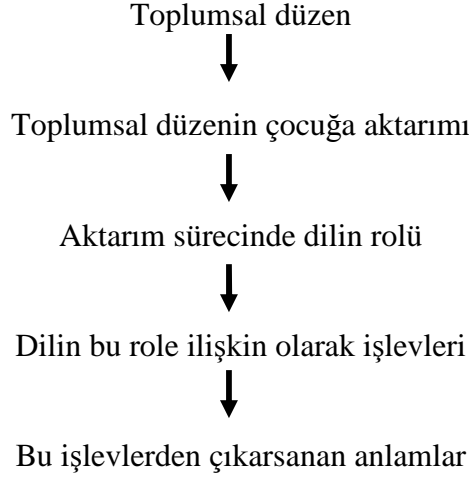 Toplumsal düzen
Toplumsal düzenin çocuğa aktarımı
Aktarım sürecinde dilin rolü
Dilin bu role ilişkin olarak işlevleri
Bu işlevlerden çıkarsanan anlamlar